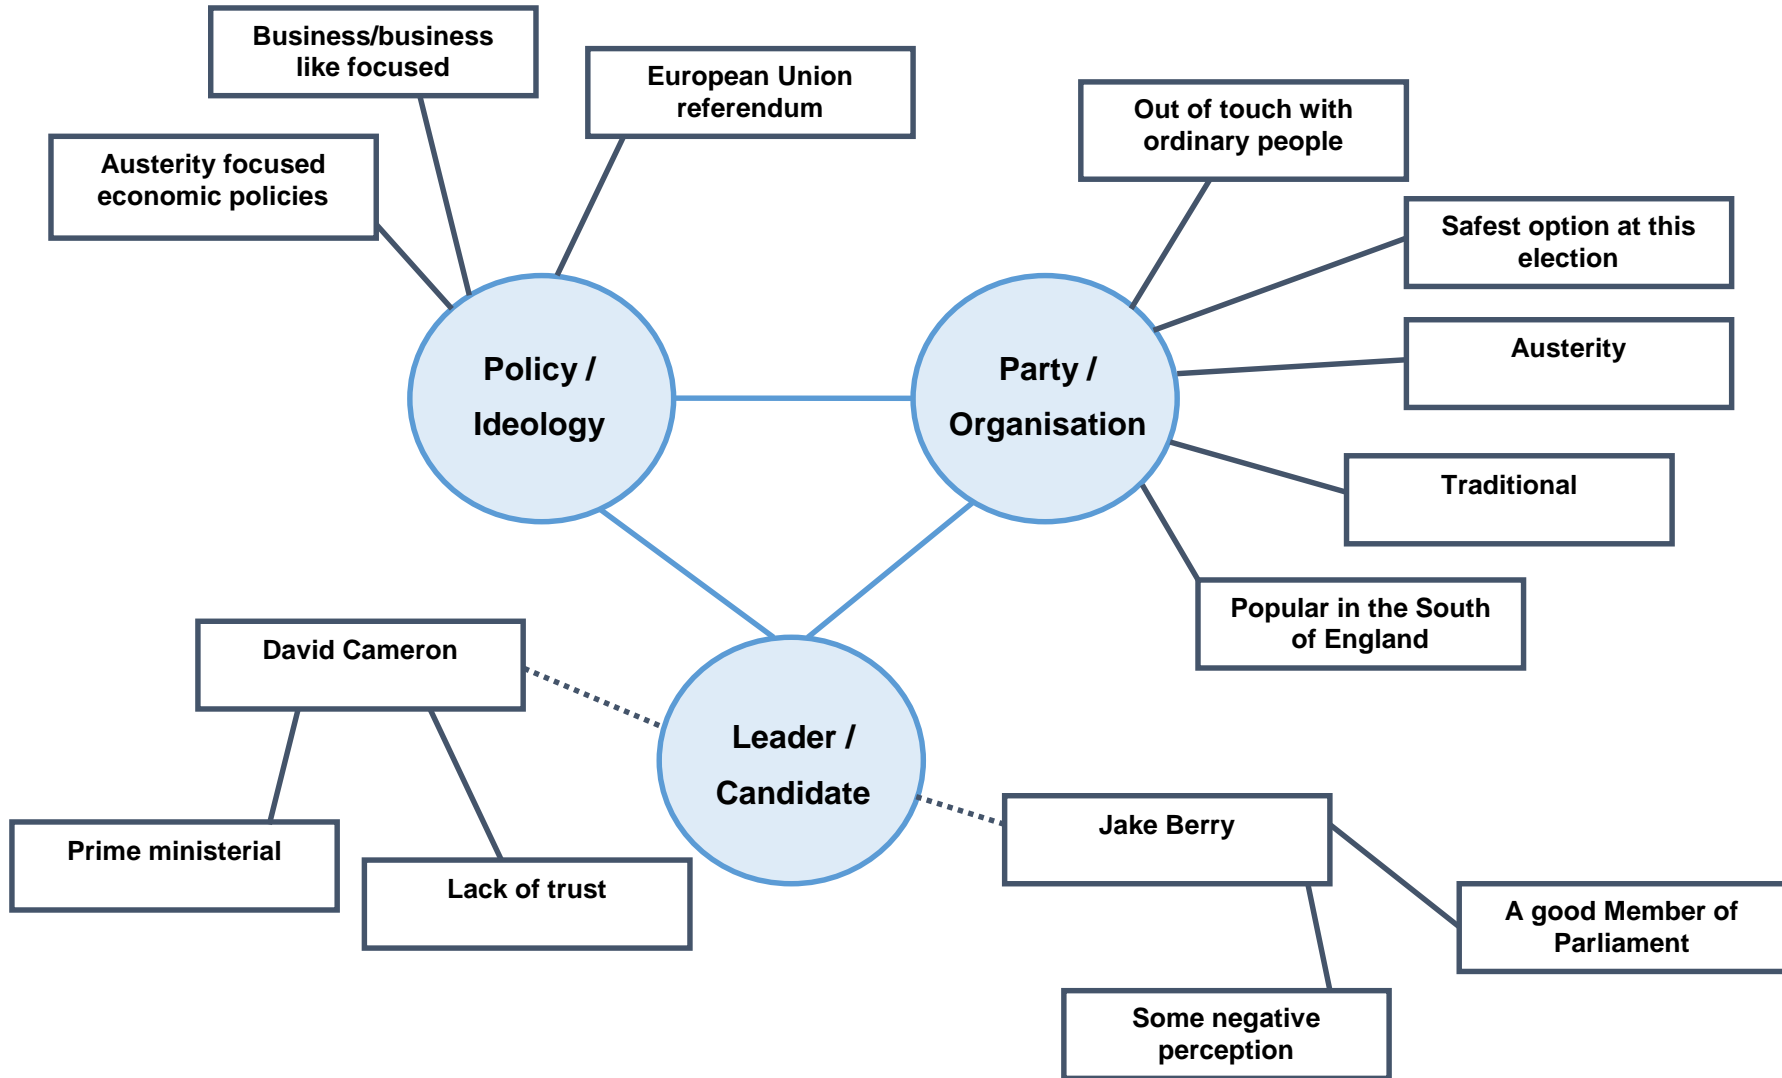 Business/business
like focused
European Union
referendum
Out of touch with
ordinary people
Austerity focused
economic policies
Safest option at this
election
Austerity
Policy /
Ideology
Party /
Organisation
Traditional
Popular in the South
of England
David Cameron
Leader /
Candidate
Prime ministerial
Lack of trust
Jake Berry
A good Member of
Parliament
Some negative
perception